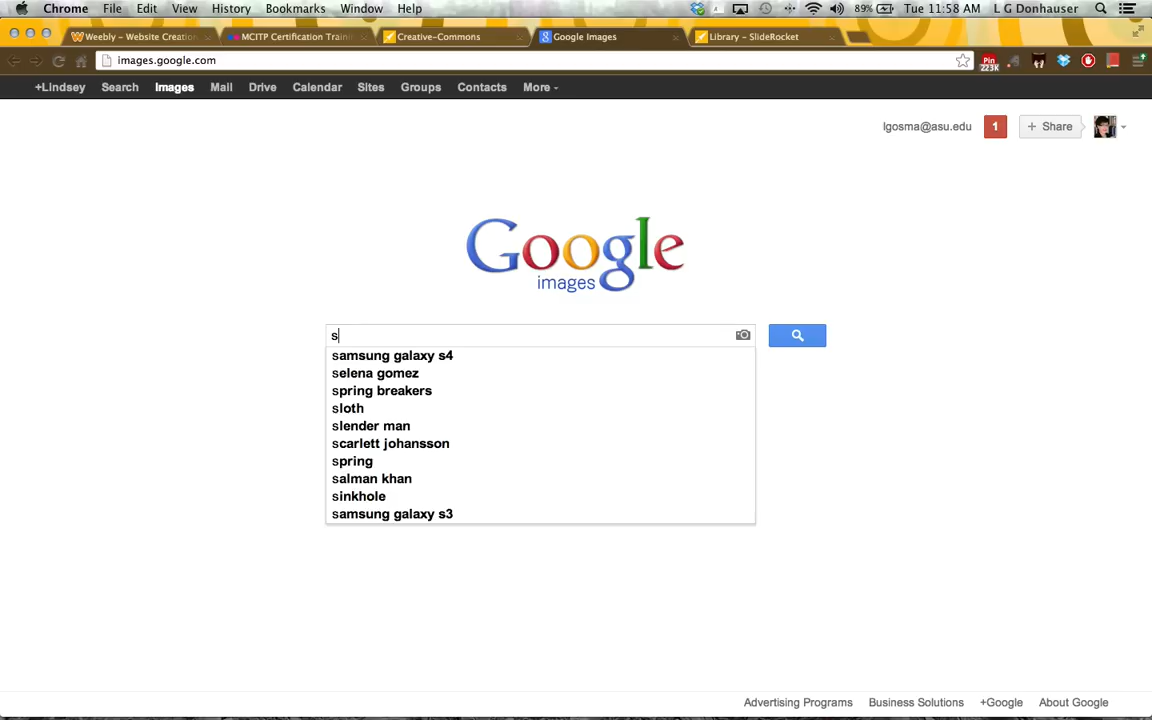 Chrome File Edit View History Bookmarks Window Help 89% Tue 11:58 AM L G Donhauser
Weebly – Website Creation MCITP Certification Trainin Creative-Commons Google Images Library – SlideRocket
images.google.com Pin 223K
+Lindsey Search Images Mail Drive Calendar Sites Groups Contacts More
lgosma@asu.edu 1 + Share
Google
images
s
samsung galaxy s4
selena gomez
spring breakers
sloth
slender man
scarlett johansson
spring
salman khan
sinkhole
samsung galaxy s3
Advertising Programs Business Solutions +Google About Google